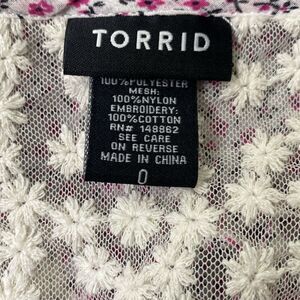 TORRID
100%POLYESTER
MESH:
100%NYLON
EMBROIDERY:
100%COTTON
RN# 148862
SEE CARE
ON REVERSE
MADE IN CHINA
0